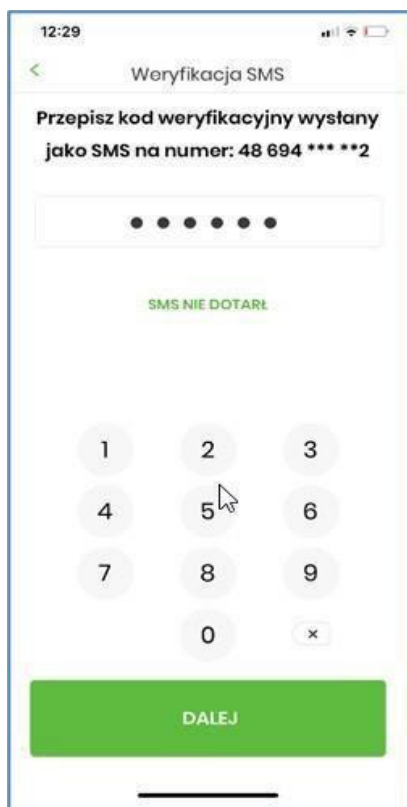 12:29
Weryfikacja SMS
Przepisz kod weryfikacyjny wysłany
jako SMS na numer: 48 694 *** **2
SMS NIE DOTARŁ
1 2 3
4 5 6
7 8 9
0
DALEJ